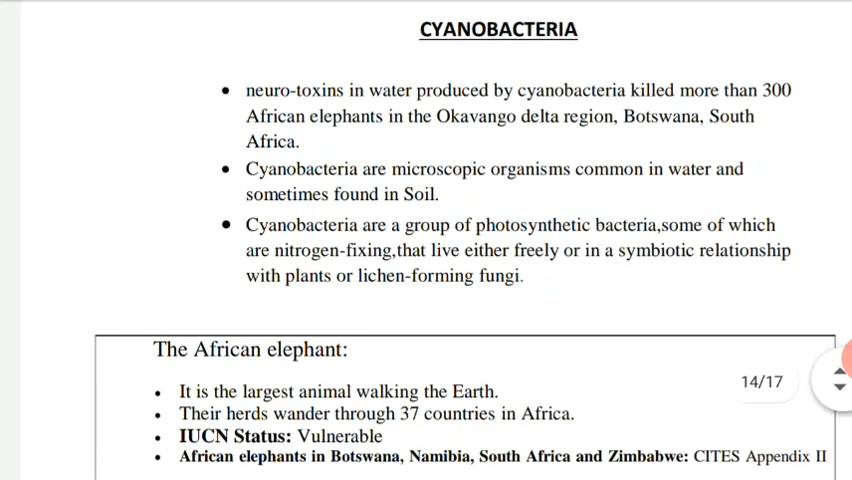 CYANOBACTERIA
• neuro-toxins in water produced by cyanobacteria killed more than 300
African elephants in the Okavango delta region, Botswana, South
Africa.
• Cyanobacteria are microscopic organisms common in water and
sometimes found in Soil.
• Cyanobacteria are a group of photosynthetic bacteria,some of which
are nitrogen-fixing,that live either freely or in a symbiotic relationship
with plants or lichen-forming fungi.
The African elephant:
14/17
• It is the largest animal walking the Earth.
• Their herds wander through 37 countries in Africa.
• IUCN Status: Vulnerable
• African elephants in Botswana, Namibia, South Africa and Zimbabwe: CITES Appendix II